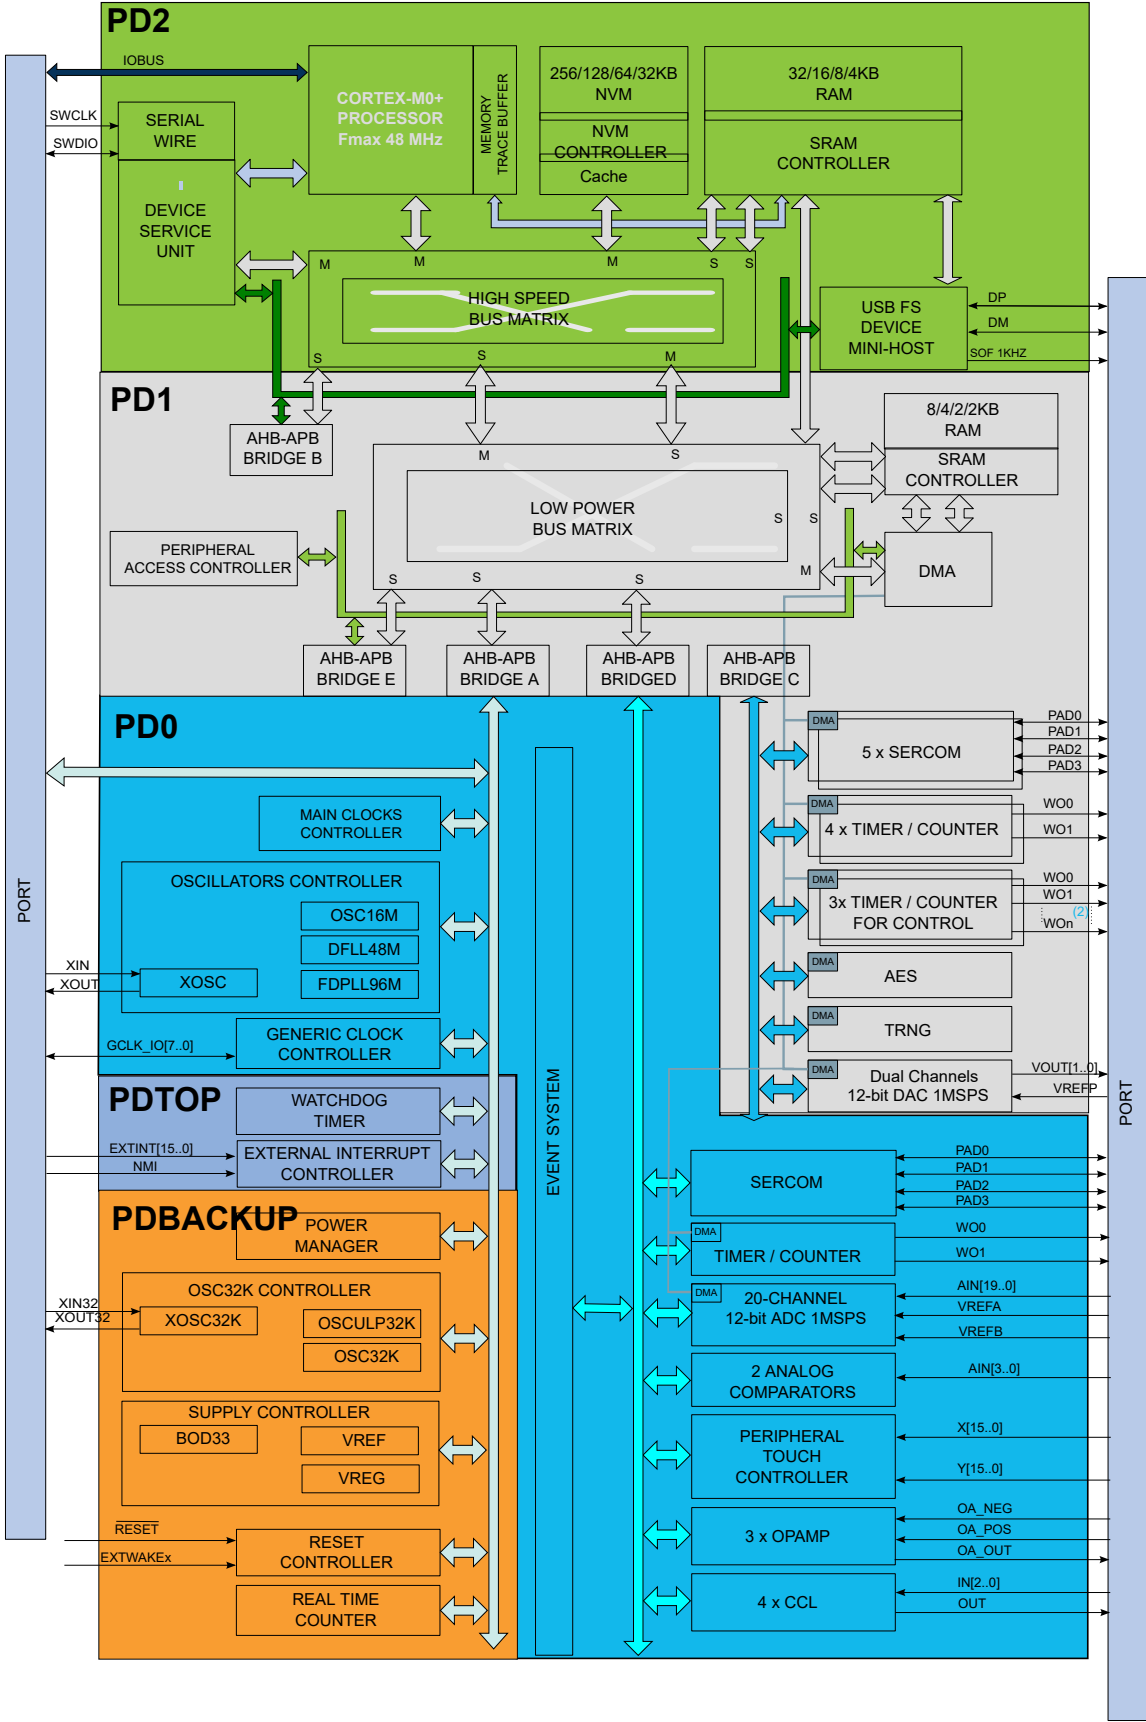 PD2
IOBUS
SWCLK
SWDIO
SERIAL
WIRE
DEVICE
SERVICE
UNIT
CORTEX-M0+
PROCESSOR
Fmax 48 MHz
MEMORY
TRACE BUFFER
256/128/64/32KB
NVM
NVM
CONTROLLER
Cache
32/16/8/4KB
RAM
SRAM
CONTROLLER
M
M
M
S
S
HIGH SPEED
BUS MATRIX
S
S
M
USB FS
DEVICE
MINI-HOST
DP
DM
SOF 1KHZ
PD1
AHB-APB
BRIDGE B
8/4/2/2KB
RAM
SRAM
CONTROLLER
M
S
LOW POWER
BUS MATRIX
S
S
M
S
S
S
PERIPHERAL
ACCESS CONTROLLER
DMA
AHB-APB
BRIDGE E
AHB-APB
BRIDGE A
AHB-APB
BRIDGED
AHB-APB
BRIDGE C
PD0
MAIN CLOCKS
CONTROLLER
OSCILLATORS CONTROLLER
OSC16M
DFLL48M
FDPLL96M
XOSC
XIN
XOUT
GCLK_IO[7..0]
GENERIC CLOCK
CONTROLLER
PORT
EVENT SYSTEM
DMA
5 x SERCOM
PAD0
PAD1
PAD2
PAD3
DMA
4 x TIMER / COUNTER
WO0
WO1
DMA
3x TIMER / COUNTER
FOR CONTROL
WO0
WO1
(2)
WOn
DMA
AES
DMA
TRNG
DMA
Dual Channels
12-bit DAC 1MSPS
VOUT[1..0]
VREFP
PORT
PDTOP
WATCHDOG
TIMER
EXTINT[15..0]
NMI
EXTERNAL INTERRUPT
CONTROLLER
PDBACKUP
POWER
MANAGER
OSC32K CONTROLLER
XIN32
XOUT32
XOSC32K
OSCULP32K
OSC32K
SUPPLY CONTROLLER
BOD33
VREF
VREG
RESET
EXTWAKEx
RESET
CONTROLLER
REAL TIME
COUNTER
SERCOM
PAD0
PAD1
PAD2
PAD3
DMA
TIMER / COUNTER
WO0
WO1
DMA
20-CHANNEL
12-bit ADC 1MSPS
AIN[19..0]
VREFA
VREFB
2 ANALOG
COMPARATORS
AIN[3..0]
PERIPHERAL
TOUCH
CONTROLLER
X[15..0]
Y[15..0]
3 x OPAMP
OA_NEG
OA_POS
OA_OUT
4 x CCL
IN[2..0]
OUT